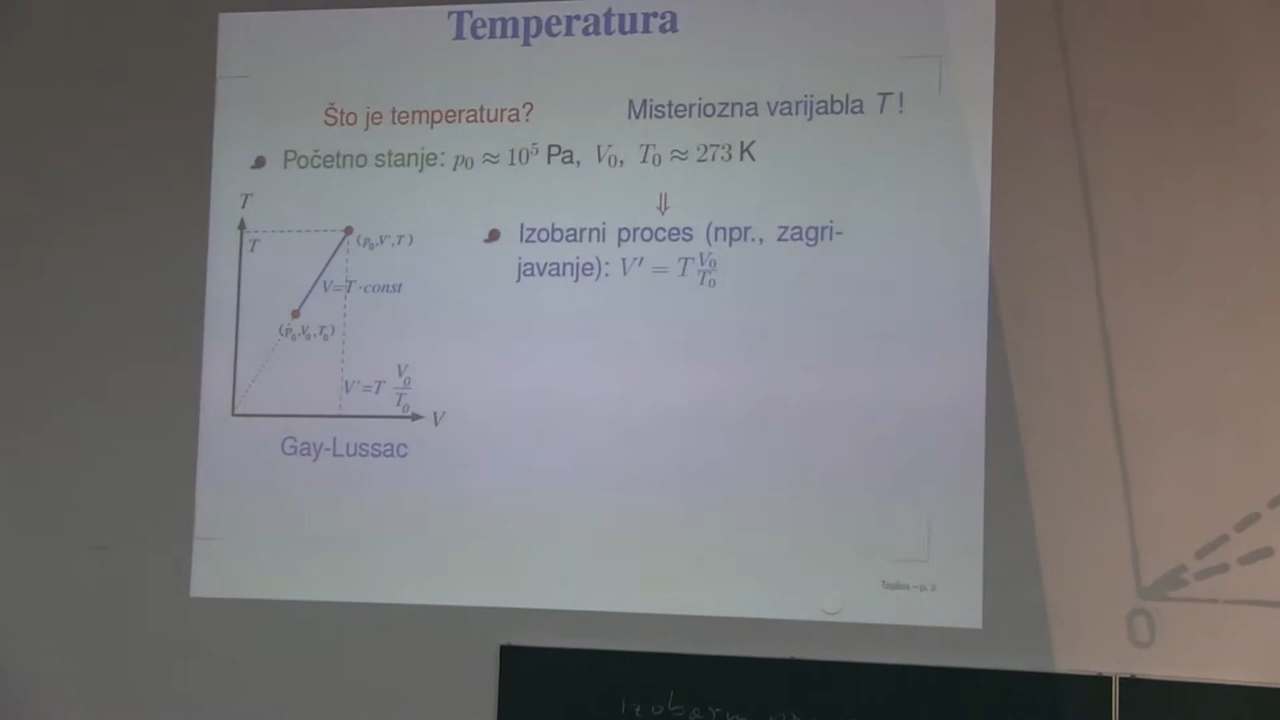 Temperatura
Što je temperatura? Misteriozna varijabla T!
Početno stanje: p₀ ≈ 10⁵ Pa, V₀, T₀ ≈ 273 K
⇓
Izobarni proces (npr., zagri-
javanje): V′ = T V₀/T₀
T
T
(p₀,V',T)
V=T·const
(p₀,V₀,T₀)
V'=T V₀/T₀
V
Gay-Lussac
0